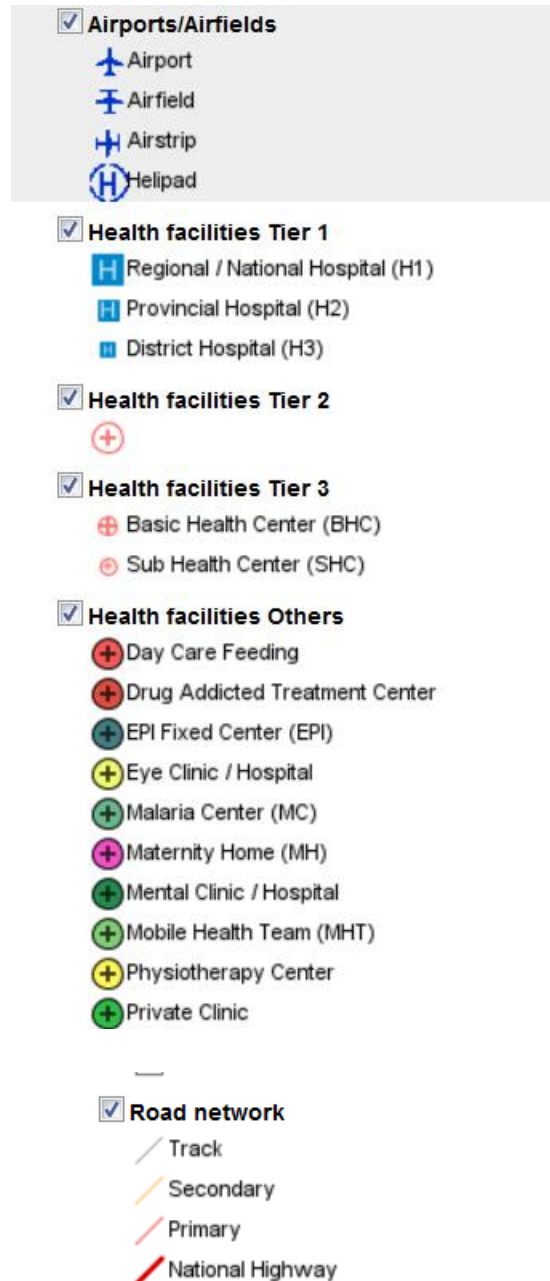 Airports/Airfields
Airport
Airfield
Airstrip
H Helipad
Health facilities Tier 1
H Regional / National Hospital (H1)
H Provincial Hospital (H2)
H District Hospital (H3)
Health facilities Tier 2
Health facilities Tier 3
Basic Health Center (BHC)
Sub Health Center (SHC)
Health facilities Others
Day Care Feeding
Drug Addicted Treatment Center
EPI Fixed Center (EPI)
Eye Clinic / Hospital
Malaria Center (MC)
Maternity Home (MH)
Mental Clinic / Hospital
Mobile Health Team (MHT)
Physiotherapy Center
Private Clinic
Road network
Track
Secondary
Primary
National Highway